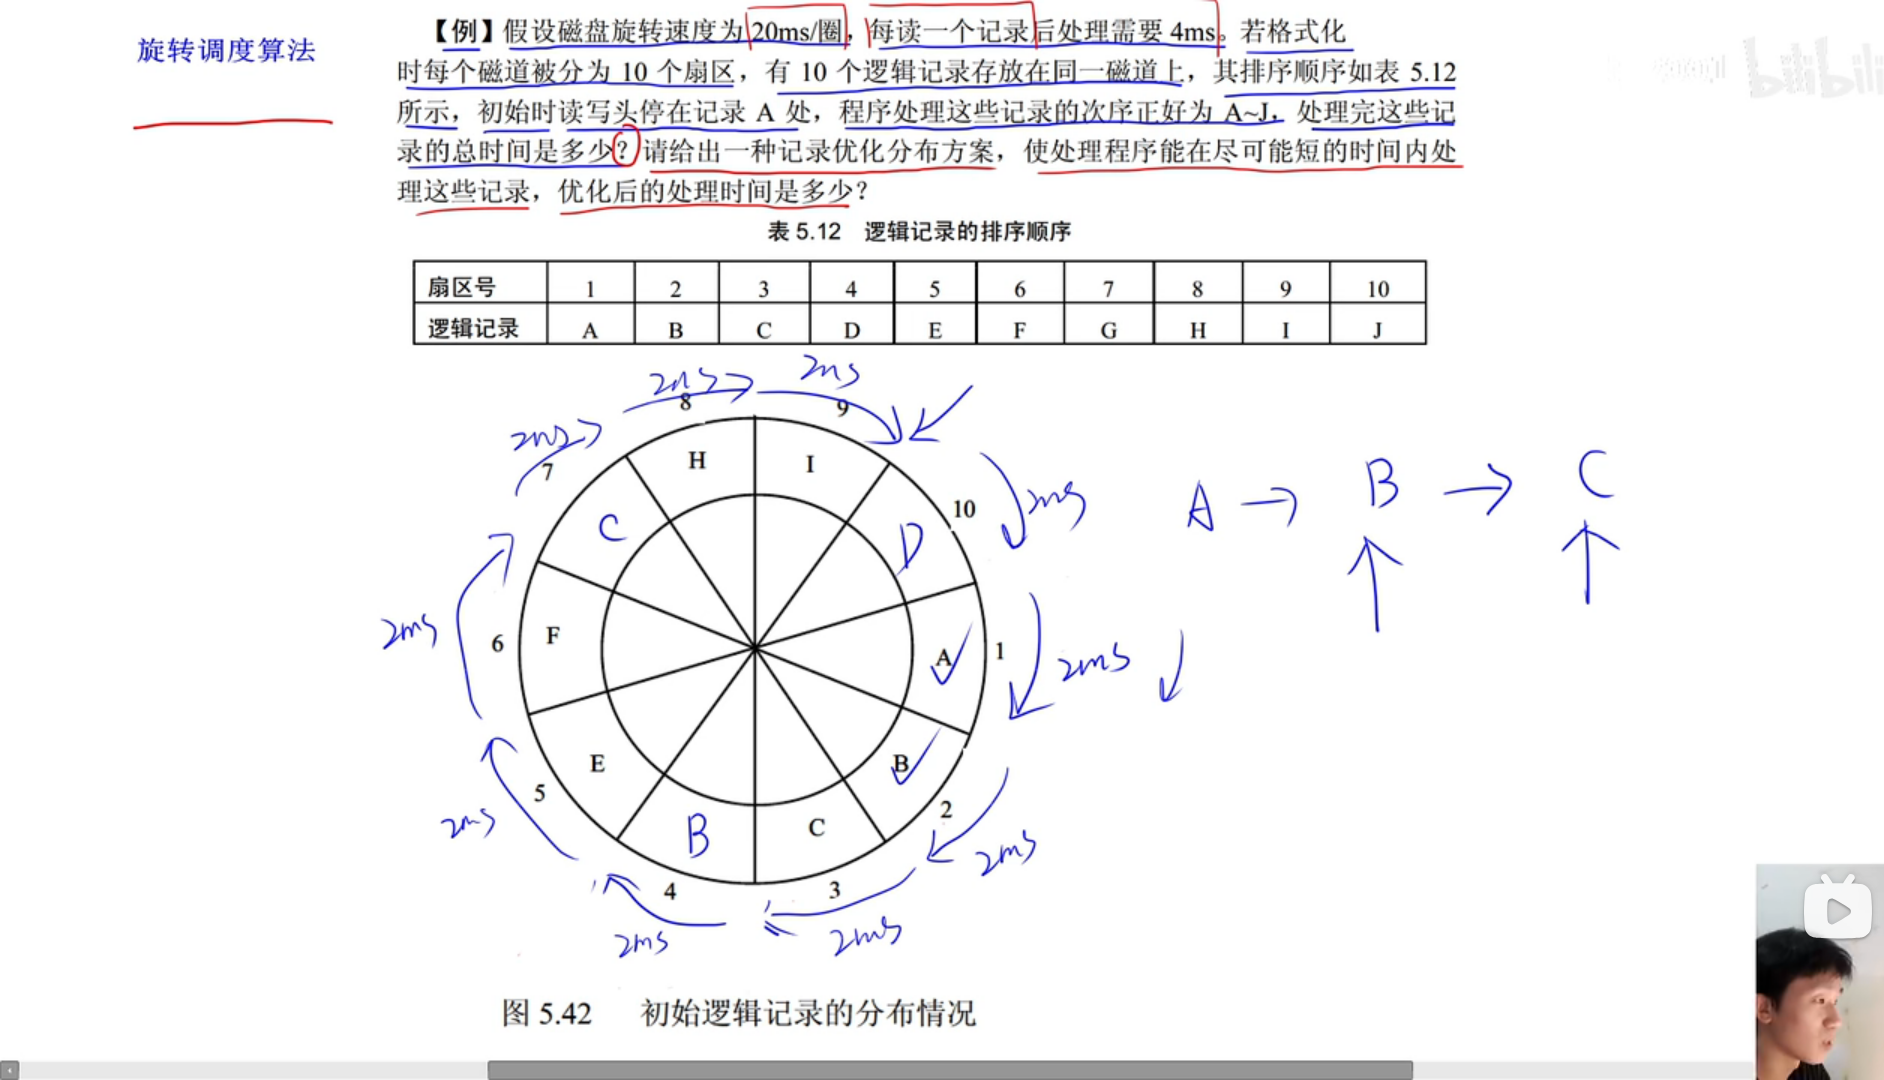 旋转调度算法
【例】假设磁盘旋转速度为 20ms/圈，每读一个记录后处理需要 4ms。若格式化
时每个磁道被分为 10 个扇区，有 10 个逻辑记录存放在同一磁道上，其排序顺序如表 5.12
所示，初始时读写头停在记录 A 处，程序处理这些记录的次序正好为 A~J，处理完这些记
录的总时间是多少？请给出一种记录优化分布方案，使处理程序能在尽可能短的时间内处
理这些记录，优化后的处理时间是多少？
bilibili
表 5.12 逻辑记录的排序顺序
扇区号 1 2 3 4 5 6 7 8 9 10
逻辑记录 A B C D E F G H I J
2ms 2ms
8 9
2ms
7 H I
10 2ms
C D
A → B → C
2ms 6 F A 1 2ms
E B
5 2
2ms B C 2ms
4 3
2ms 2ms
图 5.42 初始逻辑记录的分布情况